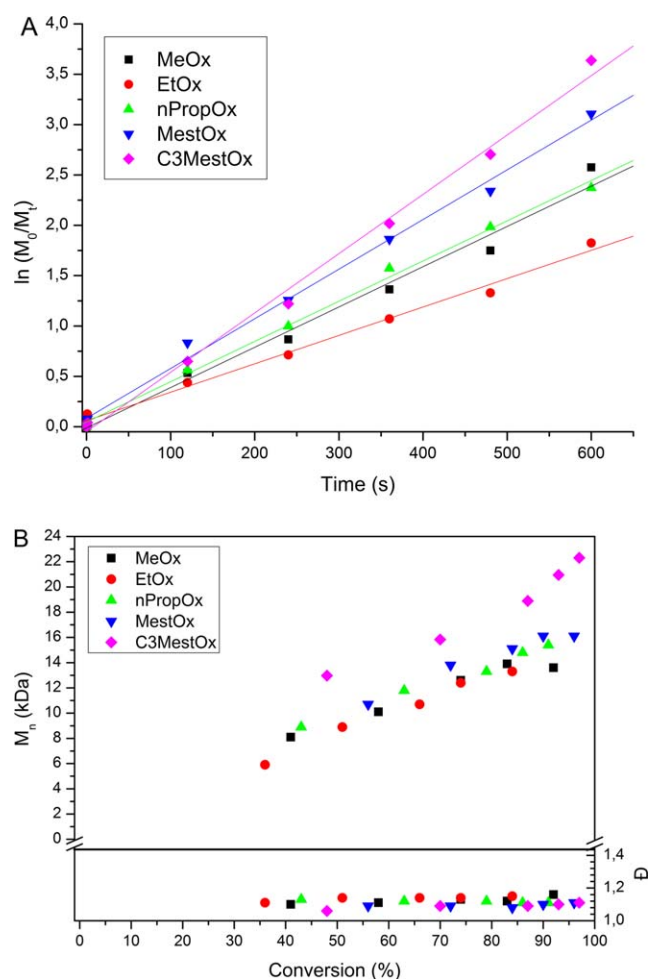 A
4,0
3,5
3,0
2,5
2,0
1,5
1,0
0,5
0,0
ln (M₀/Mₜ)
MeOx
EtOx
nPropOx
MestOx
C3MestOx
0 100 200 300 400 500 600
Time (s)
B
24
22
20
18
16
14
12
10
8
6
4
2
0
Mₙ (kDa)
MeOx
EtOx
nPropOx
MestOx
C3MestOx
1,4
1,2
1,0
Đ
0 10 20 30 40 50 60 70 80 90 100
Conversion (%)